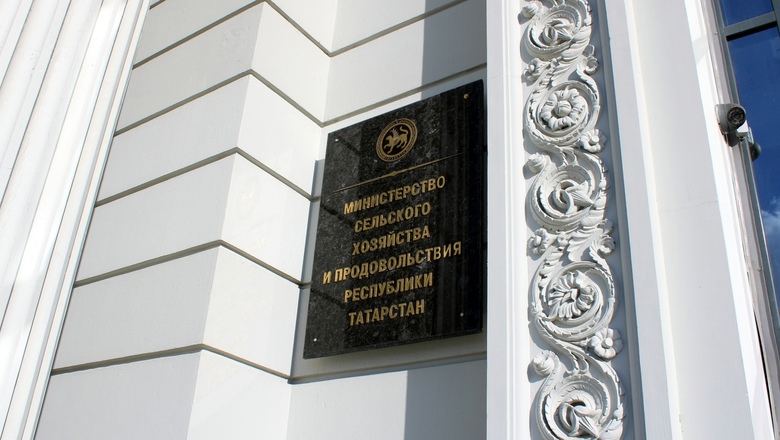 МИНИСТЕРСТВО
СЕЛЬСКОГО
ХОЗЯЙСТВА
И ПРОДОВОЛЬСТВИЯ
РЕСПУБЛИКИ
ТАТАРСТАН